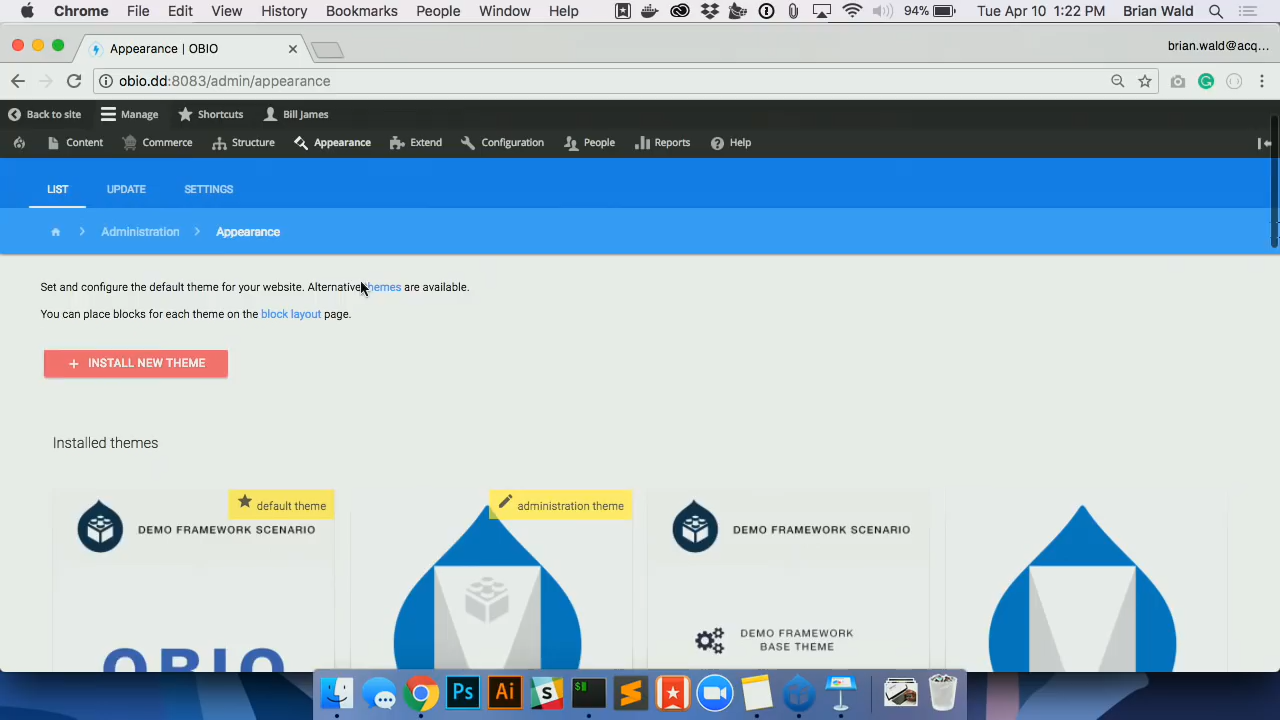 Chrome File Edit View History Bookmarks People Window Help 94% Tue Apr 10 1:22 PM Brian Wald
Appearance | OBIO
brian.wald@acq...
obio.dd:8083/admin/appearance
Back to site Manage Shortcuts Bill James
Content Commerce Structure Appearance Extend Configuration People Reports Help
LIST UPDATE SETTINGS
Administration Appearance
Set and configure the default theme for your website. Alternative themes are available.
You can place blocks for each theme on the block layout page.
+ INSTALL NEW THEME
Installed themes
default theme
administration theme
DEMO FRAMEWORK SCENARIO
DEMO FRAMEWORK SCENARIO
DEMO FRAMEWORK
BASE THEME
OBIO
Ps Ai S $